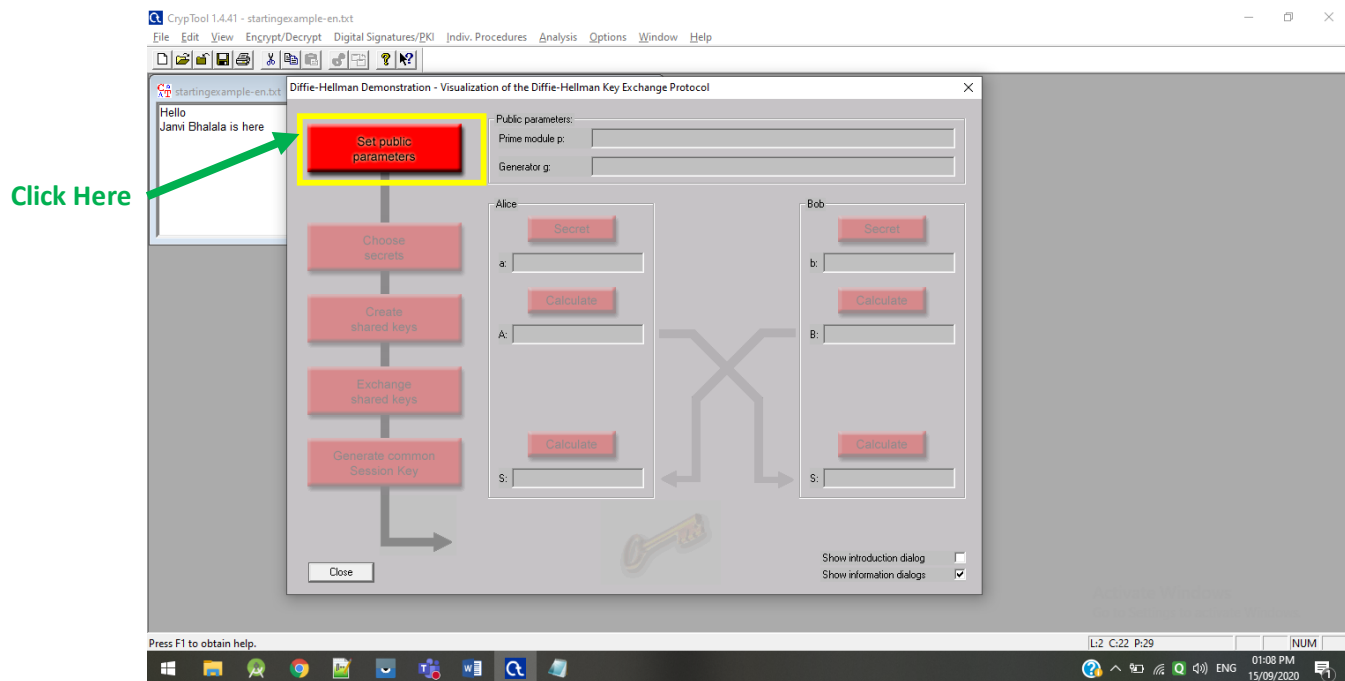 CrypTool 1.4.41 - startingexample-en.txt
File Edit View Encrypt/Decrypt Digital Signatures/PKI Indiv. Procedures Analysis Options Window Help
startingexample-en.txt
Hello
Janvi Bhalala is here
Click Here
Diffie-Hellman Demonstration - Visualization of the Diffie-Hellman Key Exchange Protocol
Set public
parameters
Public parameters:
Prime module p:
Generator g:
Choose
secrets
Create
shared keys
Exchange
shared keys
Generate common
Session Key
Alice
Secret
a:
Calculate
A:
Calculate
S:
Bob
Secret
b:
Calculate
B:
Calculate
S:
Close
Show introduction dialog
Show information dialogs
Press F1 to obtain help.
L:2 C:22 P:29
NUM
ENG
01:08 PM
15/09/2020